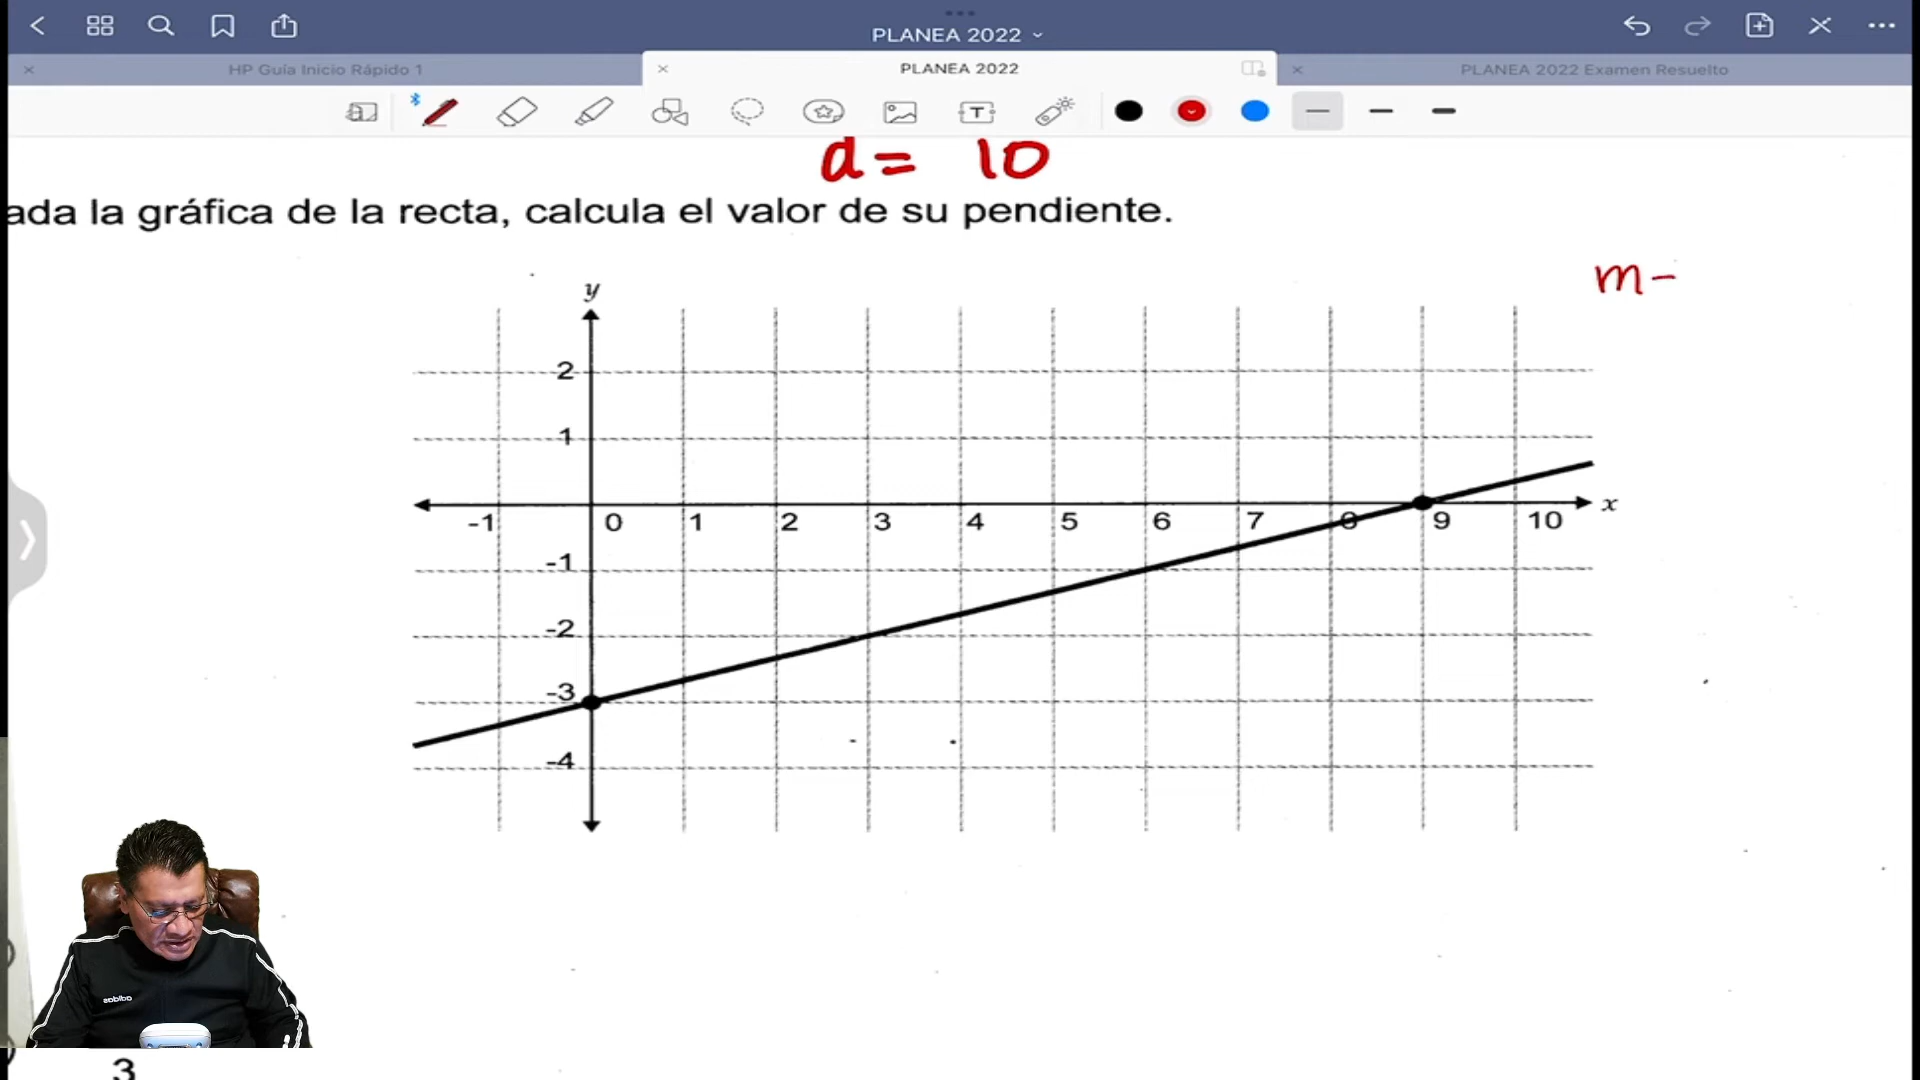 PLANEA 2022
HP Guía Inicio Rápido 1
PLANEA 2022
PLANEA 2022 Examen Resuelto
T
d = 10
ada la gráfica de la recta, calcula el valor de su pendiente.
m -
y
2
1
-1 0 1 2 3 4 5 6 7 8 9 10 x
-1
-2
-3
-4
adidas
3